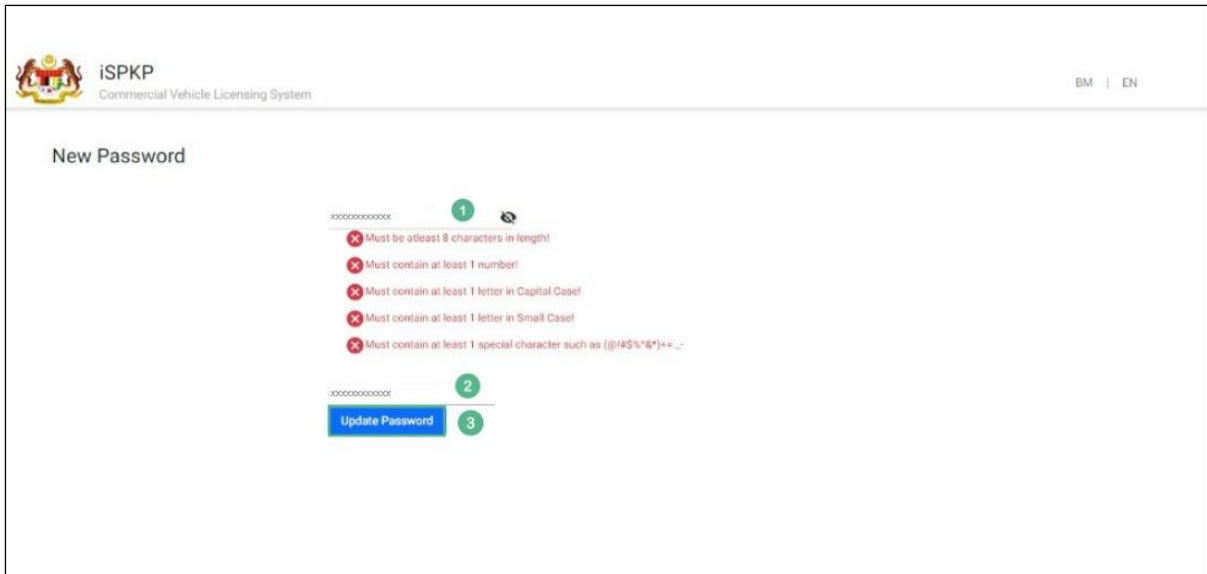 iSPKP
Commercial Vehicle Licensing System
BM | EN
New Password
xxxxxxxxxxx 1
Must be atleast 8 characters in length!
Must contain at least 1 number!
Must contain at least 1 letter in Capital Case!
Must contain at least 1 letter in Small Case!
Must contain at least 1 special character such as (@!#$%^&*)+=._-
xxxxxxxxxxx 2
Update Password 3